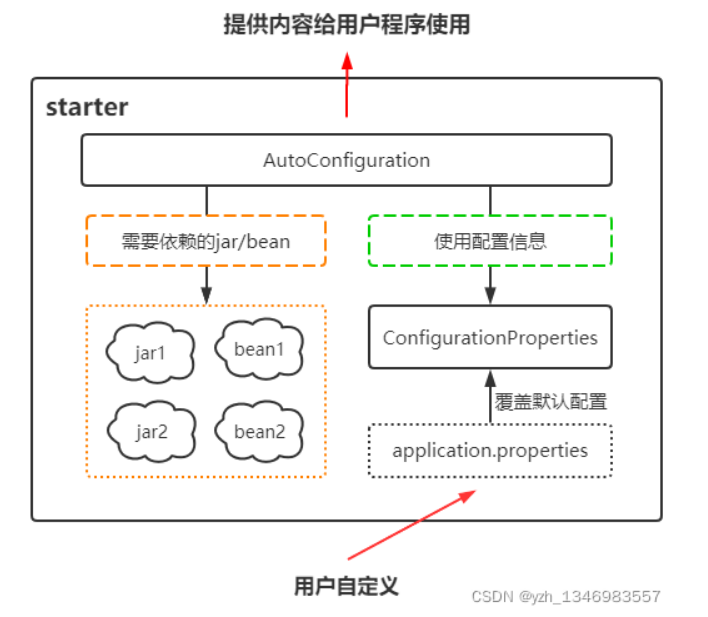 提供内容给用户程序使用
starter
AutoConfiguration
需要依赖的jar/bean
使用配置信息
jar1
bean1
ConfigurationProperties
覆盖默认配置
jar2
bean2
application.properties
用户自定义
CSDN @yzh_1346983557